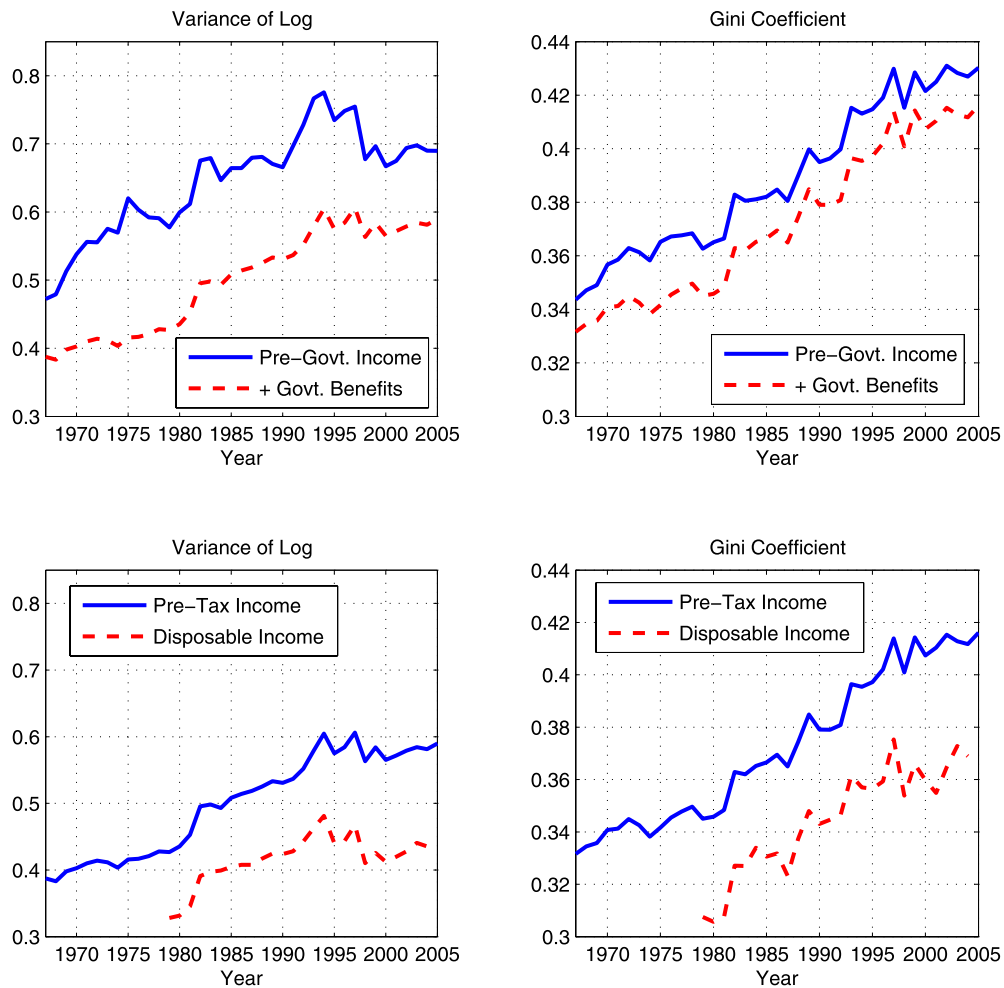 Variance of Log
0.8
0.7
0.6
0.5
0.4
0.3
Pre-Govt. Income
+ Govt. Benefits
1970 1975 1980 1985 1990 1995 2000 2005
Year
Gini Coefficient
0.44
0.42
0.4
0.38
0.36
0.34
0.32
0.3
Pre-Govt. Income
+ Govt. Benefits
1970 1975 1980 1985 1990 1995 2000 2005
Year
Variance of Log
Pre-Tax Income
Disposable Income
0.8
0.7
0.6
0.5
0.4
0.3
1970 1975 1980 1985 1990 1995 2000 2005
Year
Gini Coefficient
Pre-Tax Income
Disposable Income
0.44
0.42
0.4
0.38
0.36
0.34
0.32
0.3
1970 1975 1980 1985 1990 1995 2000 2005
Year